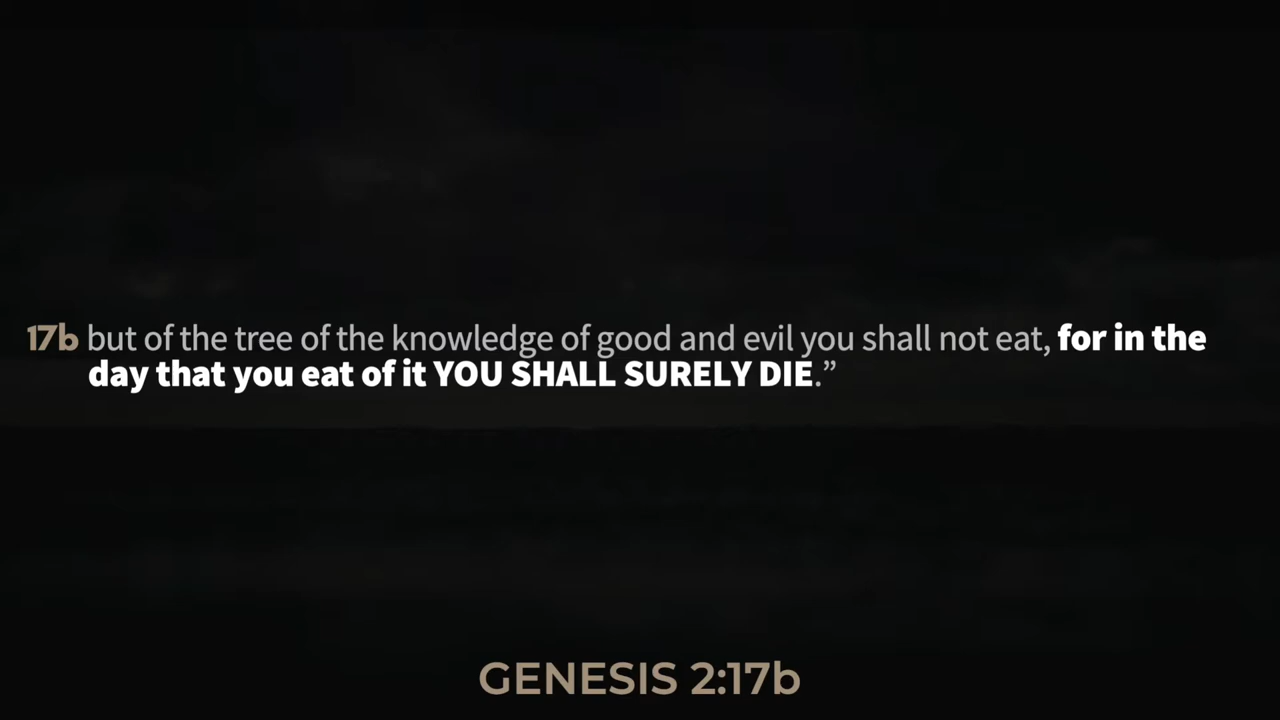 17b but of the tree of the knowledge of good and evil you shall not eat, for in the
day that you eat of it YOU SHALL SURELY DIE.”
GENESIS 2:17b